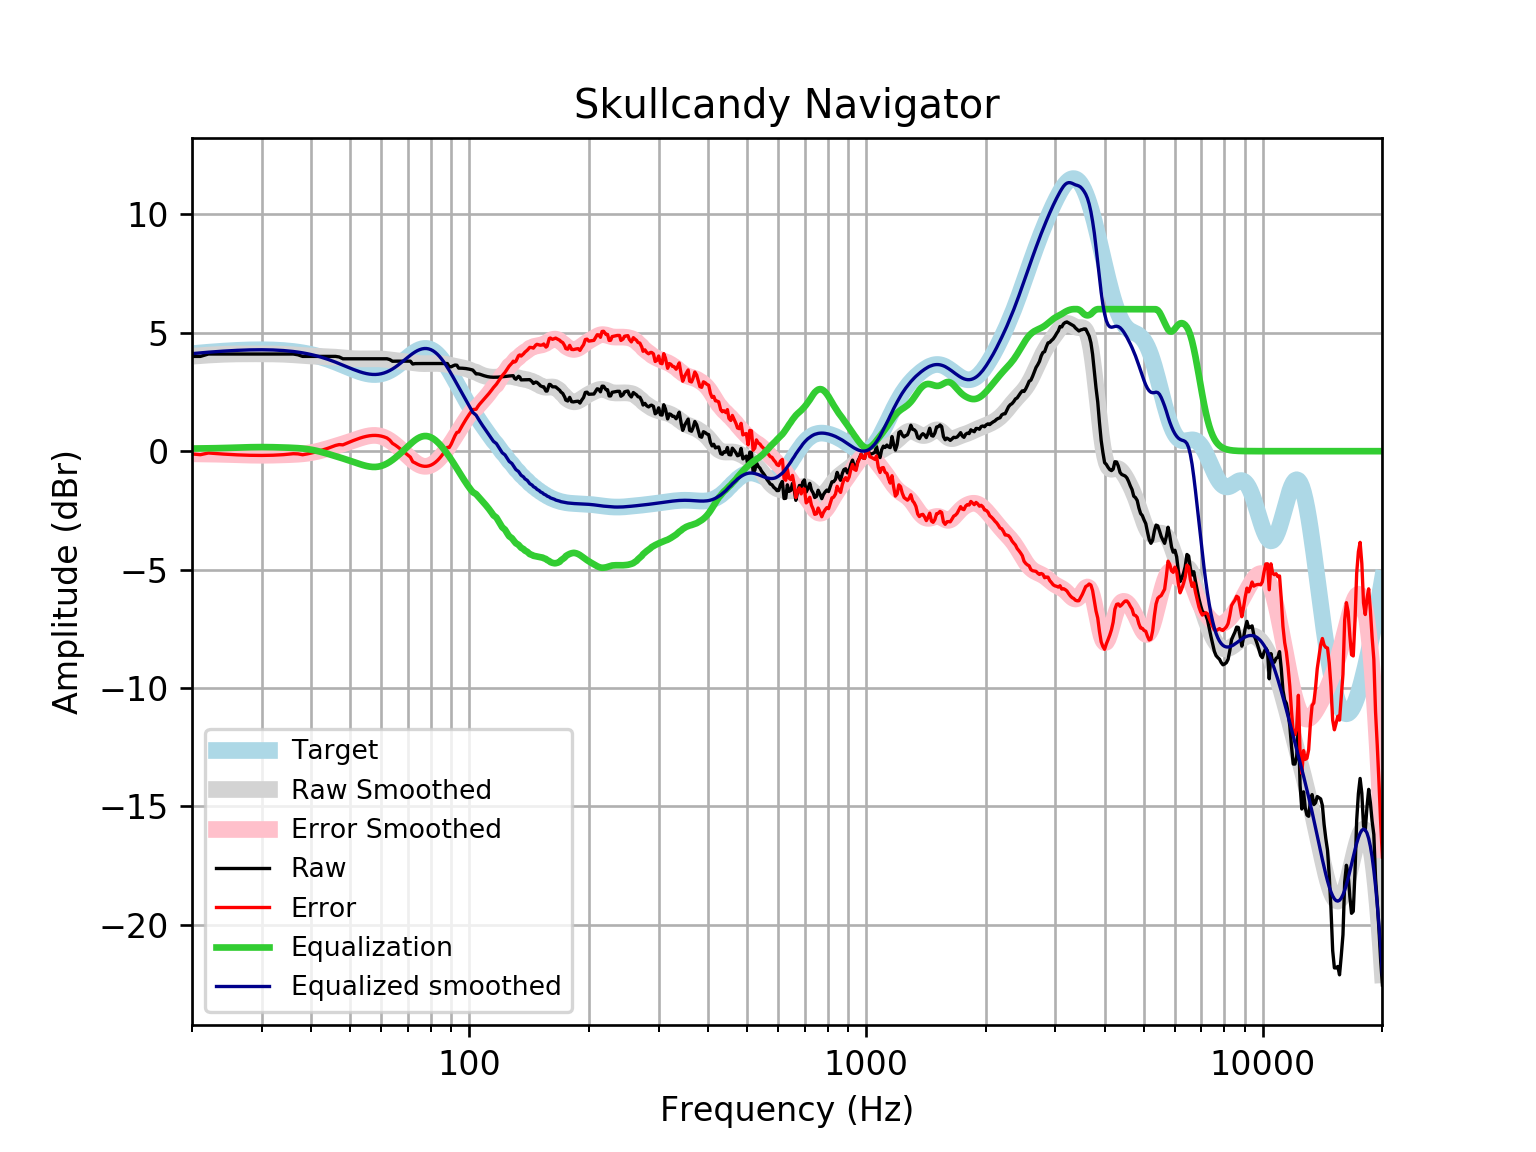 Skullcandy Navigator
10
5
0
−5
−10
−15
−20
Amplitude (dBr)
Target
Raw Smoothed
Error Smoothed
Raw
Error
Equalization
Equalized smoothed
100
1000
10000
Frequency (Hz)